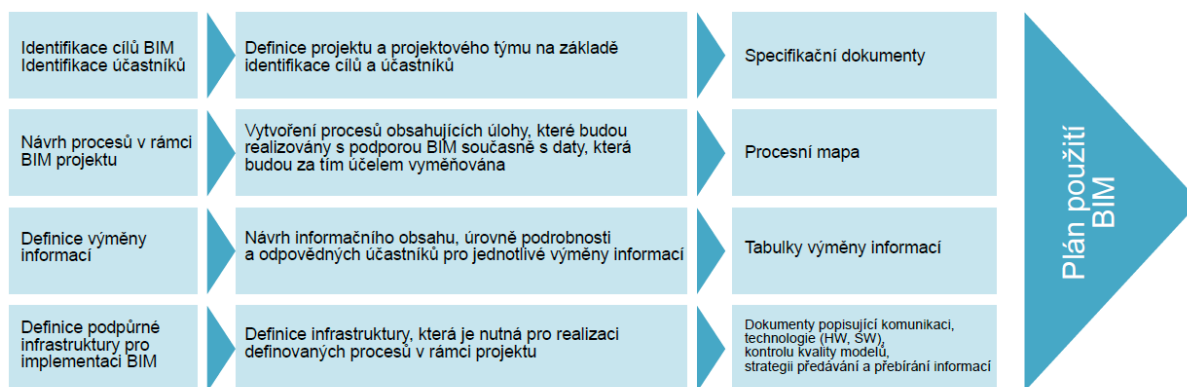 Identifikace cílů BIM
Identifikace účastníků
Definice projektu a projektového týmu na základě
identifikace cílů a účastníků
Specifikační dokumenty
Návrh procesů v rámci
BIM projektu
Vytvoření procesů obsahujících úlohy, které budou
realizovány s podporou BIM současně s daty, která
budou za tím účelem vyměňována
Procesní mapa
Definice výměny
informací
Návrh informačního obsahu, úrovně podrobnosti
a odpovědných účastníků pro jednotlivé výměny informací
Tabulky výměny informací
Definice podpůrné
infrastruktury pro
implementaci BIM
Definice infrastruktury, která je nutná pro realizaci
definovaných procesů v rámci projektu
Dokumenty popisující komunikaci,
technologie (HW, SW),
kontrolu kvality modelů,
strategii předávání a přebírání informací
Plán použití
BIM